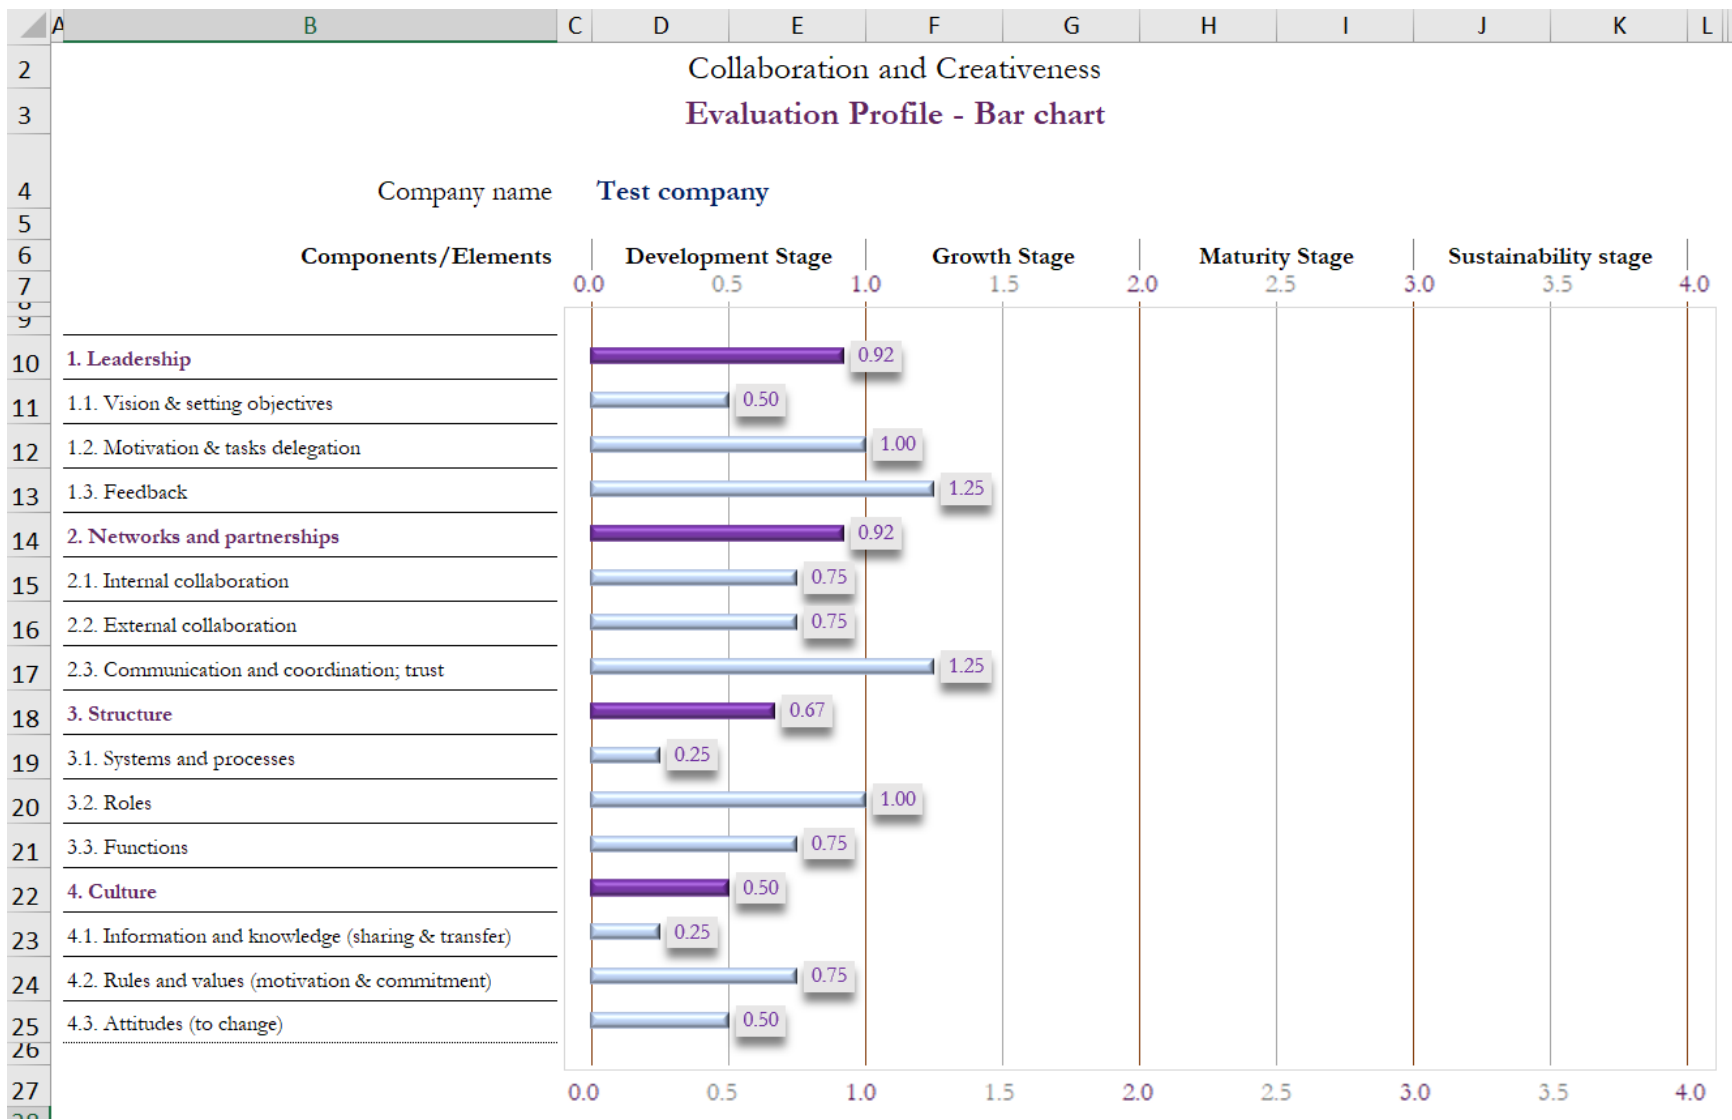 A B C D E F G H I J K L
2 Collaboration and Creativeness
3 Evaluation Profile - Bar chart
4 Company name Test company
5
6 Components/Elements Development Stage Growth Stage Maturity Stage Sustainability stage
7 0.0 0.5 1.0 1.5 2.0 2.5 3.0 3.5 4.0
8
9
10 1. Leadership 0.92
11 1.1. Vision & setting objectives 0.50
12 1.2. Motivation & tasks delegation 1.00
13 1.3. Feedback 1.25
14 2. Networks and partnerships 0.92
15 2.1. Internal collaboration 0.75
16 2.2. External collaboration 0.75
17 2.3. Communication and coordination; trust 1.25
18 3. Structure 0.67
19 3.1. Systems and processes 0.25
20 3.2. Roles 1.00
21 3.3. Functions 0.75
22 4. Culture 0.50
23 4.1. Information and knowledge (sharing & transfer) 0.25
24 4.2. Rules and values (motivation & commitment) 0.75
25 4.3. Attitudes (to change) 0.50
26
27 0.0 0.5 1.0 1.5 2.0 2.5 3.0 3.5 4.0
28